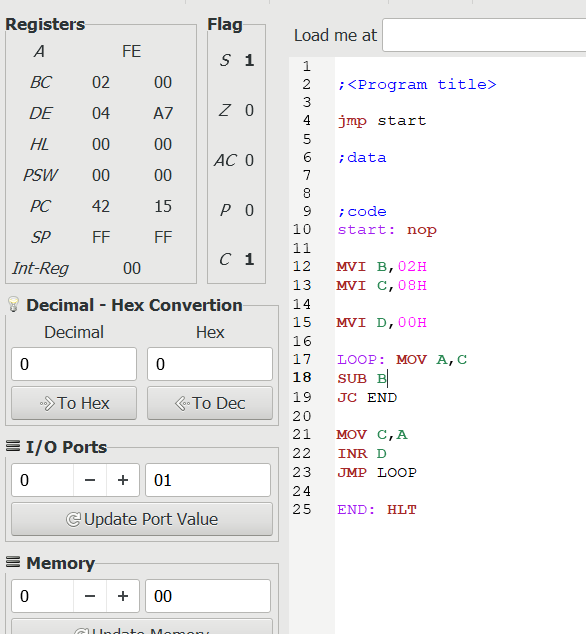 Registers
A FE
BC 02 00
DE 04 A7
HL 00 00
PSW 00 00
PC 42 15
SP FF FF
Int-Reg 00
Flag
S 1
Z 0
AC 0
P 0
C 1
Decimal - Hex Convertion
Decimal Hex
0 0
To Hex To Dec
I/O Ports
0 − + 01
Update Port Value
Memory
0 − + 00
Update Memory
Load me at
1
2 ;<Program title>
3
4 jmp start
5
6 ;data
7
8
9 ;code
10 start: nop
11
12 MVI B,02H
13 MVI C,08H
14
15 MVI D,00H
16
17 LOOP: MOV A,C
18 SUB B
19 JC END
20
21 MOV C,A
22 INR D
23 JMP LOOP
24
25 END: HLT